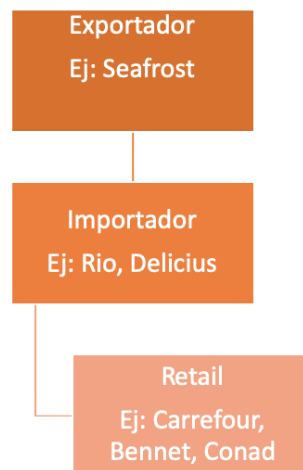 Exportador
Ej: Seafrost
Importador
Ej: Rio, Delicius
Retail
Ej: Carrefour,
Bennet, Conad